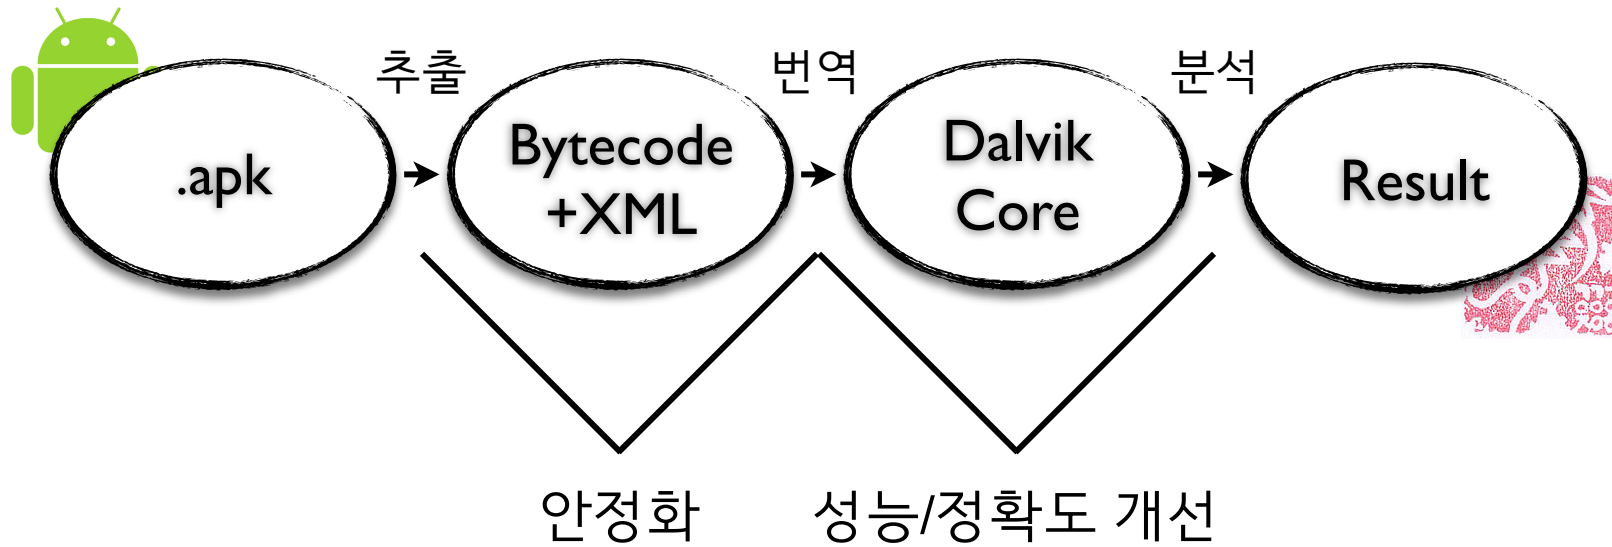 추출
번역
분석
.apk
Bytecode
+XML
Dalvik
Core
Result
안정화
성능/정확도 개선